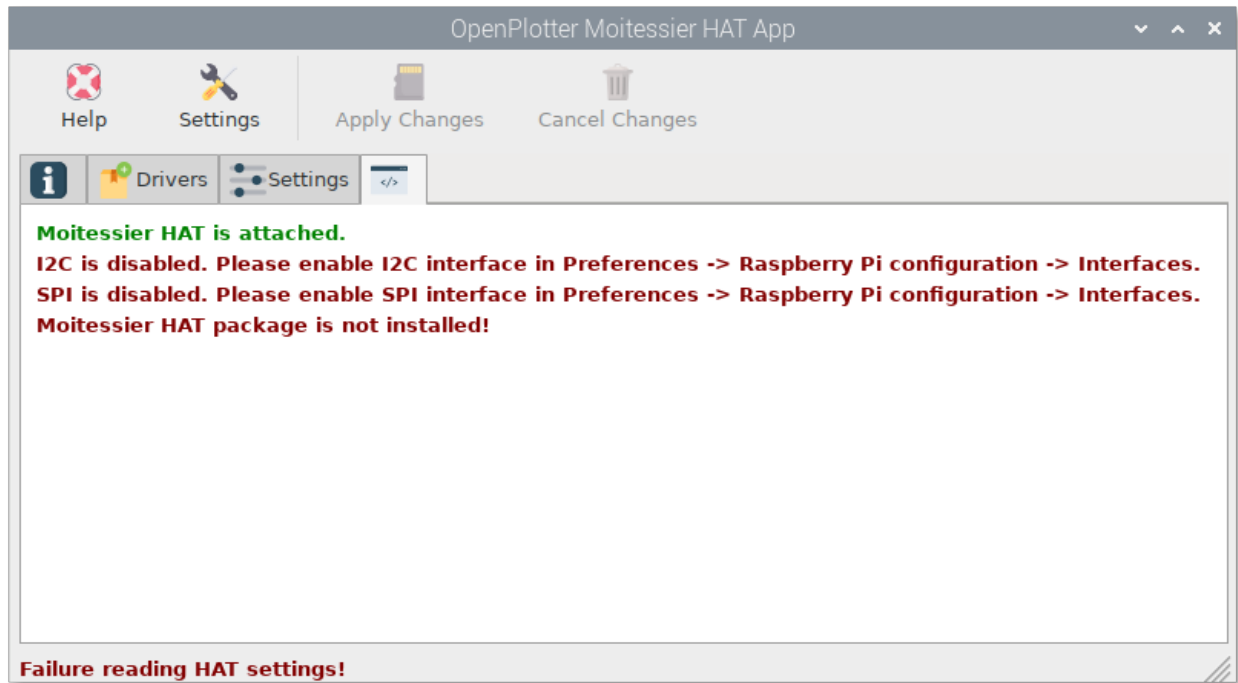 OpenPlotter Moitessier HAT App
Help Settings Apply Changes Cancel Changes
i Drivers Settings </>
Moitessier HAT is attached.
I2C is disabled. Please enable I2C interface in Preferences -> Raspberry Pi configuration -> Interfaces.
SPI is disabled. Please enable SPI interface in Preferences -> Raspberry Pi configuration -> Interfaces.
Moitessier HAT package is not installed!
Failure reading HAT settings!